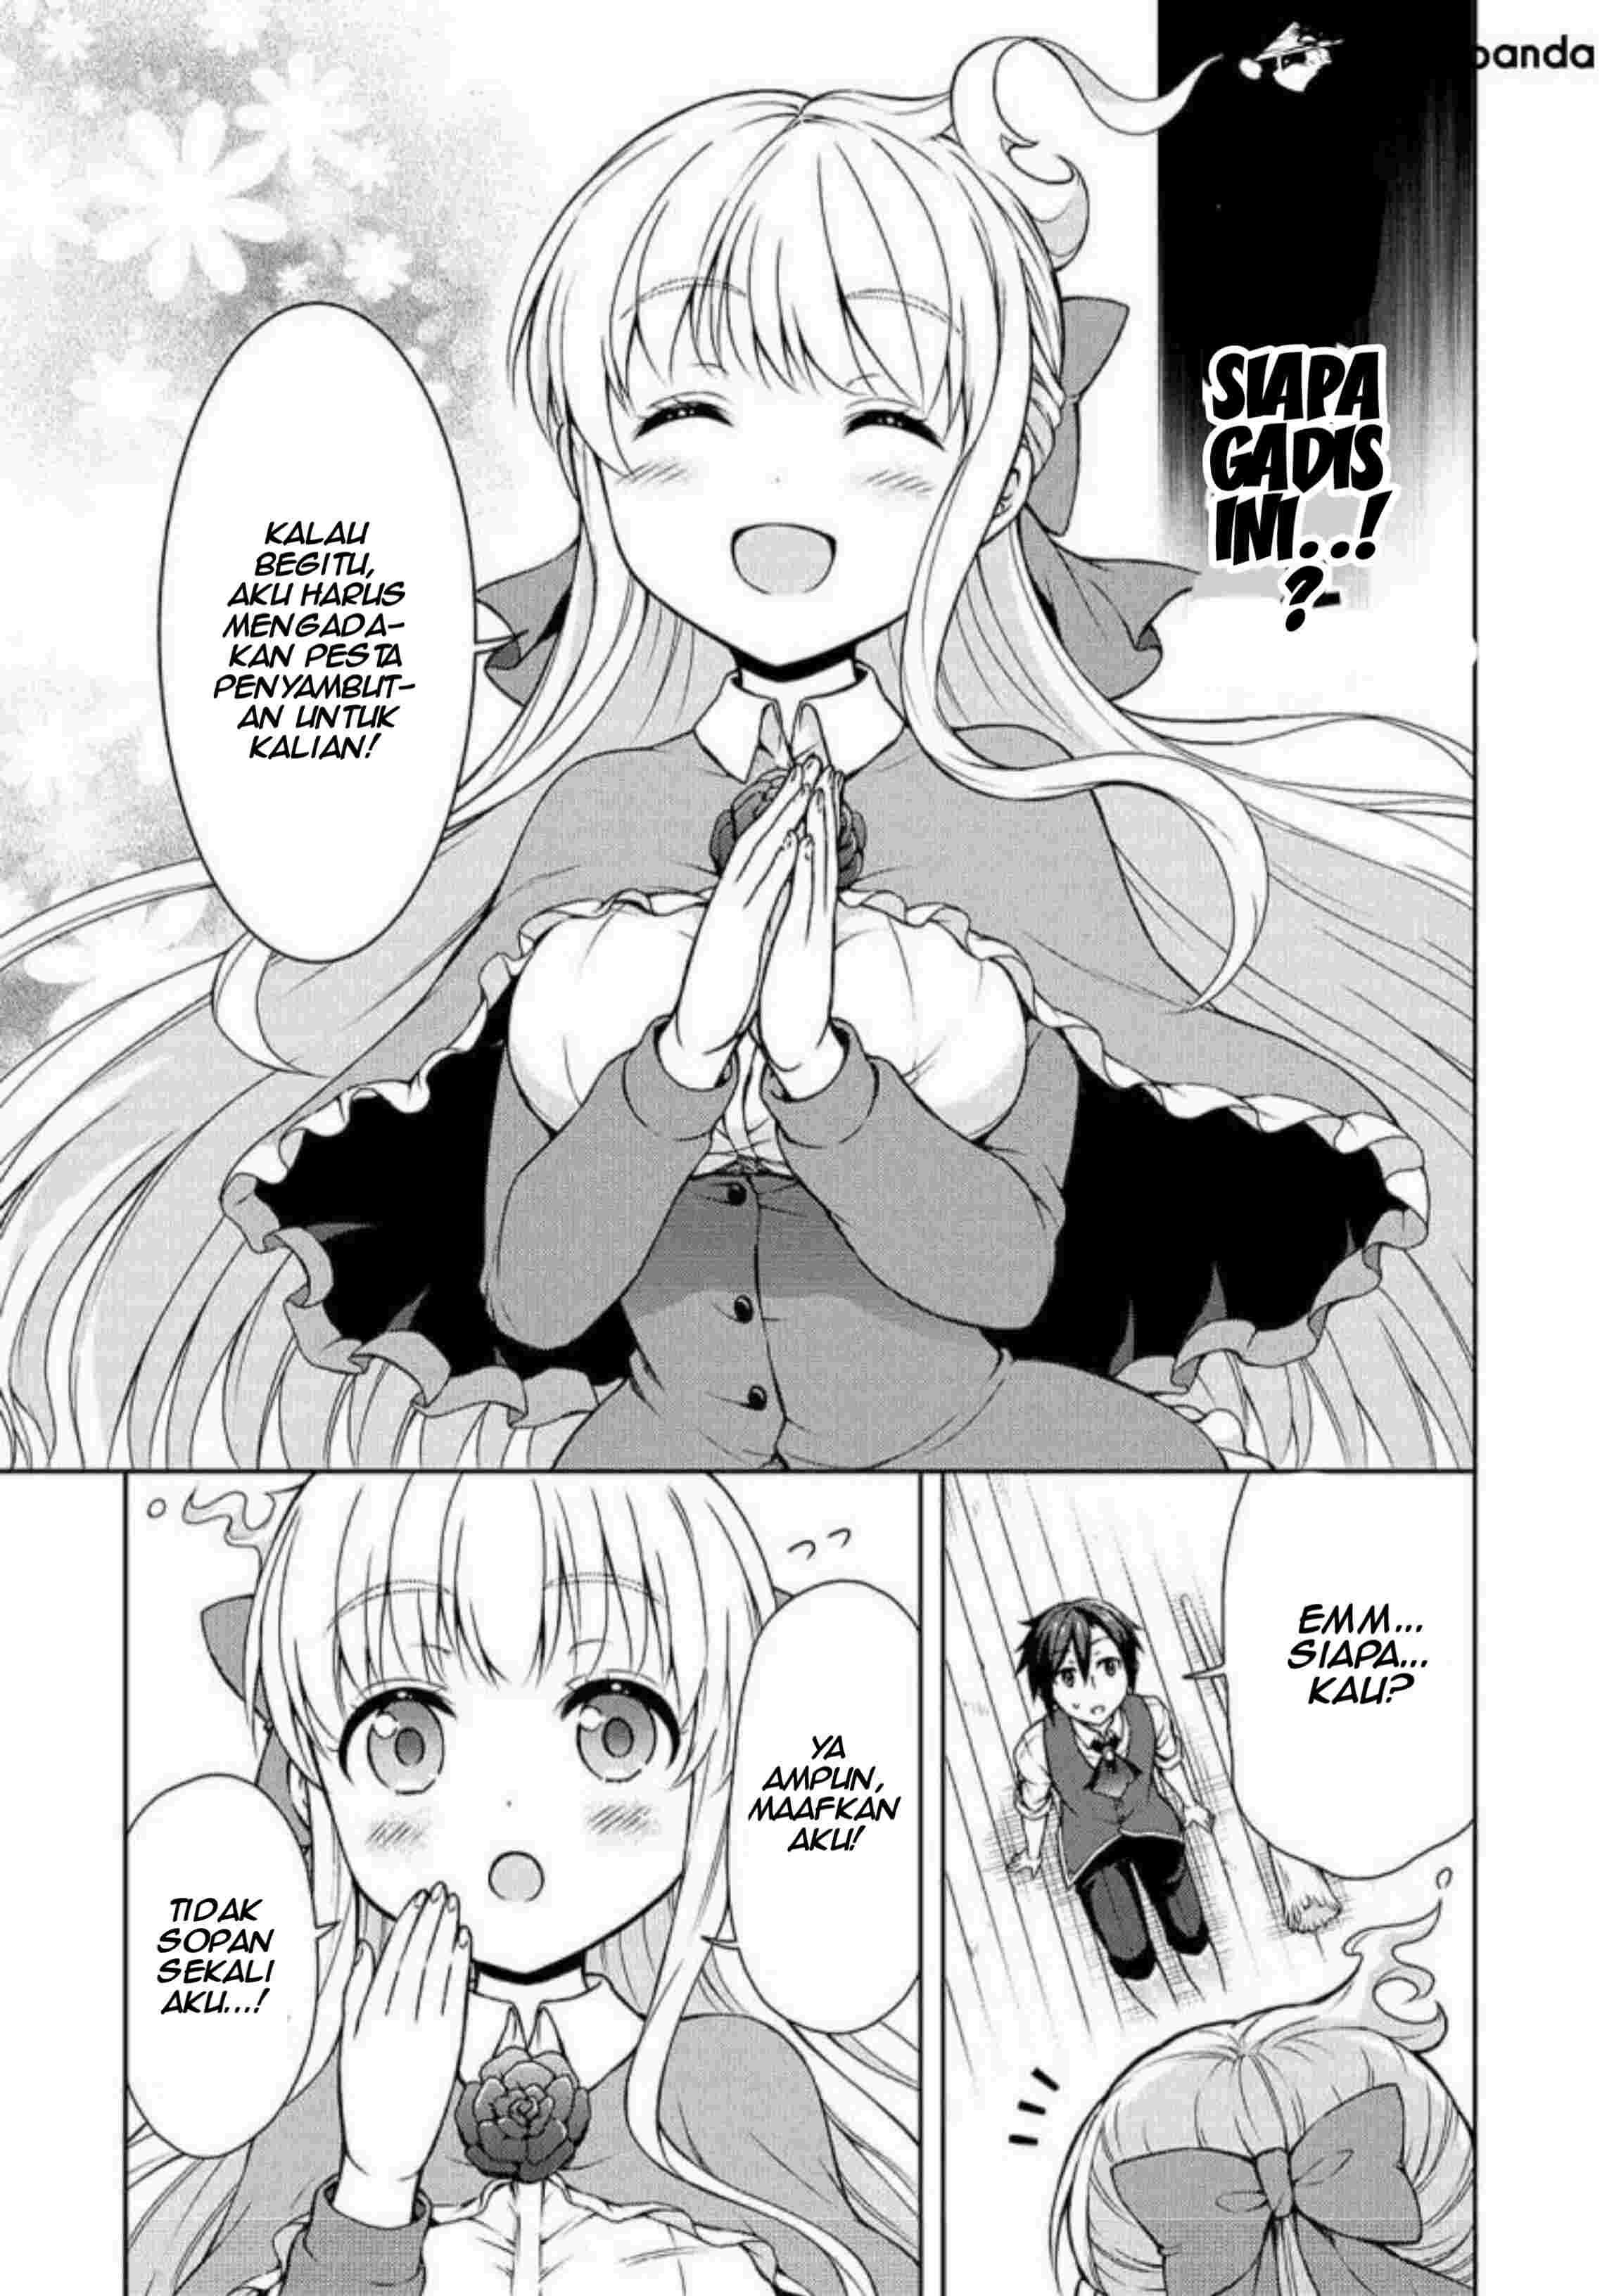 panda
SIAPA
GADIS
INI...!
?
KALAU
BEGITU,
AKU HARUS
MENGADA-
KAN PESTA
PENYAMBUT-
AN UNTUK
KALIAN!
EMM...
SIAPA...
KAU?
YA
AMPUN,
MAAFKAN
AKU!
TIDAK
SOPAN
SEKALI
AKU...!